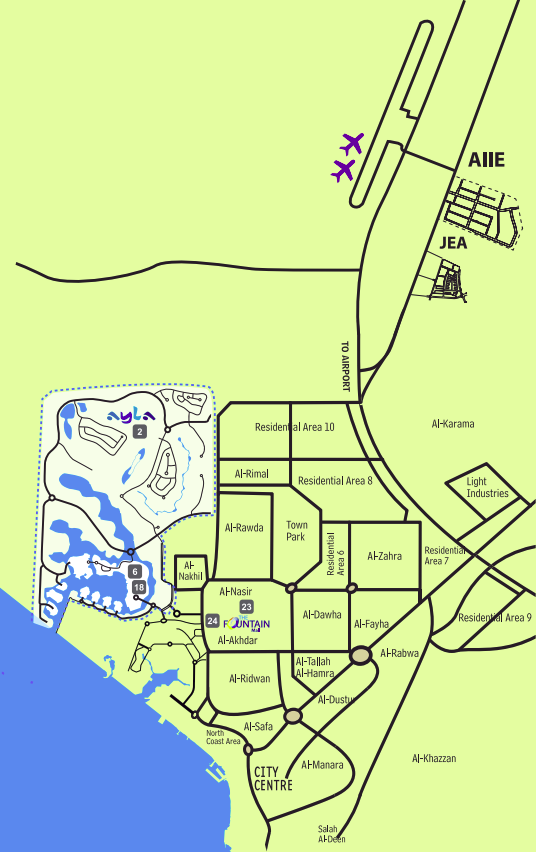 AIIE
JEA
TO AIRPORT
ayla
2
Al-Karama
Residential Area 10
Al-Rimal
Residential Area 8
Light
Industries
Al-Rawda
Town
Park
Residential
Area 6
Al-Zahra
Residential
Area 7
Al-
Nakhil
6
18
Al-Nasir
23
24
THE
FOUNTAIN
Mall
Al-Akhdar
Al-Dawha
Al-Fayha
Residential Area 9
Al-Rabwa
Al-Tallah
Al-Hamra
Al-Ridwan
Al-Dustur
Al-Safa
North
Coast Area
CITY
CENTRE
Al-Manara
Al-Khazzan
Salah
Al-Deen